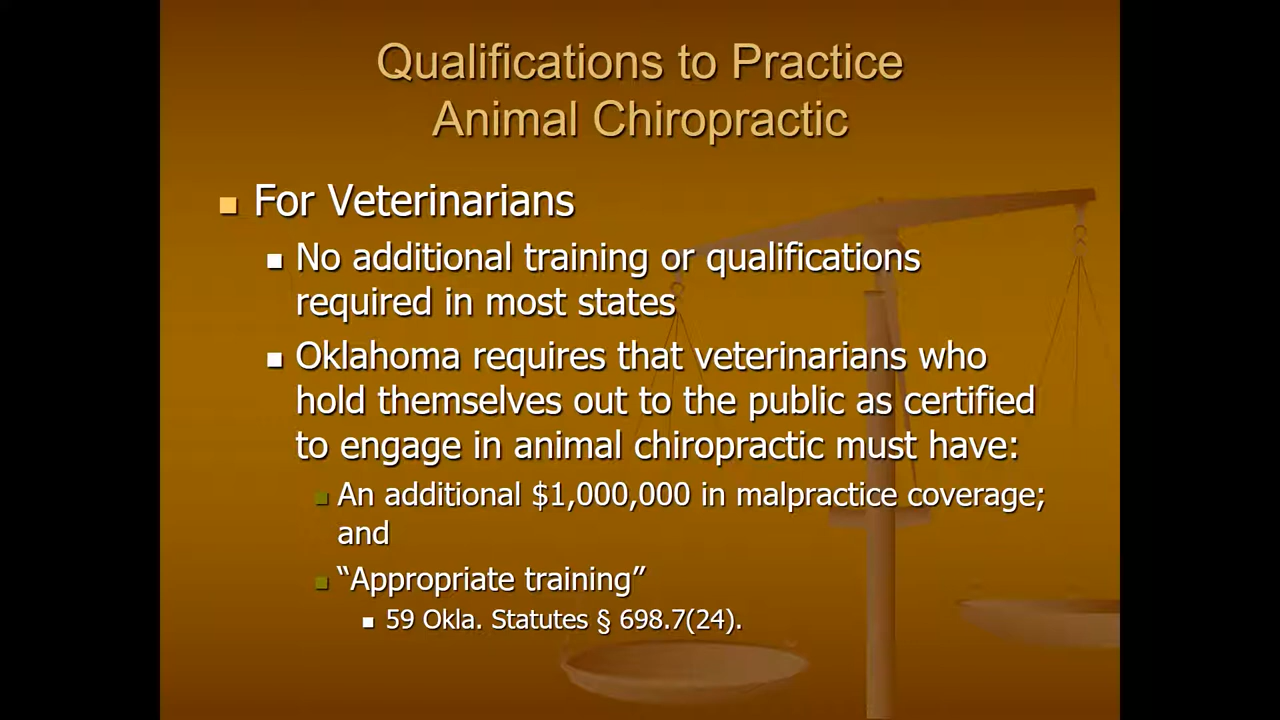 Qualifications to Practice
Animal Chiropractic
For Veterinarians
No additional training or qualifications
required in most states
Oklahoma requires that veterinarians who
hold themselves out to the public as certified
to engage in animal chiropractic must have:
An additional $1,000,000 in malpractice coverage;
and
“Appropriate training”
59 Okla. Statutes § 698.7(24).